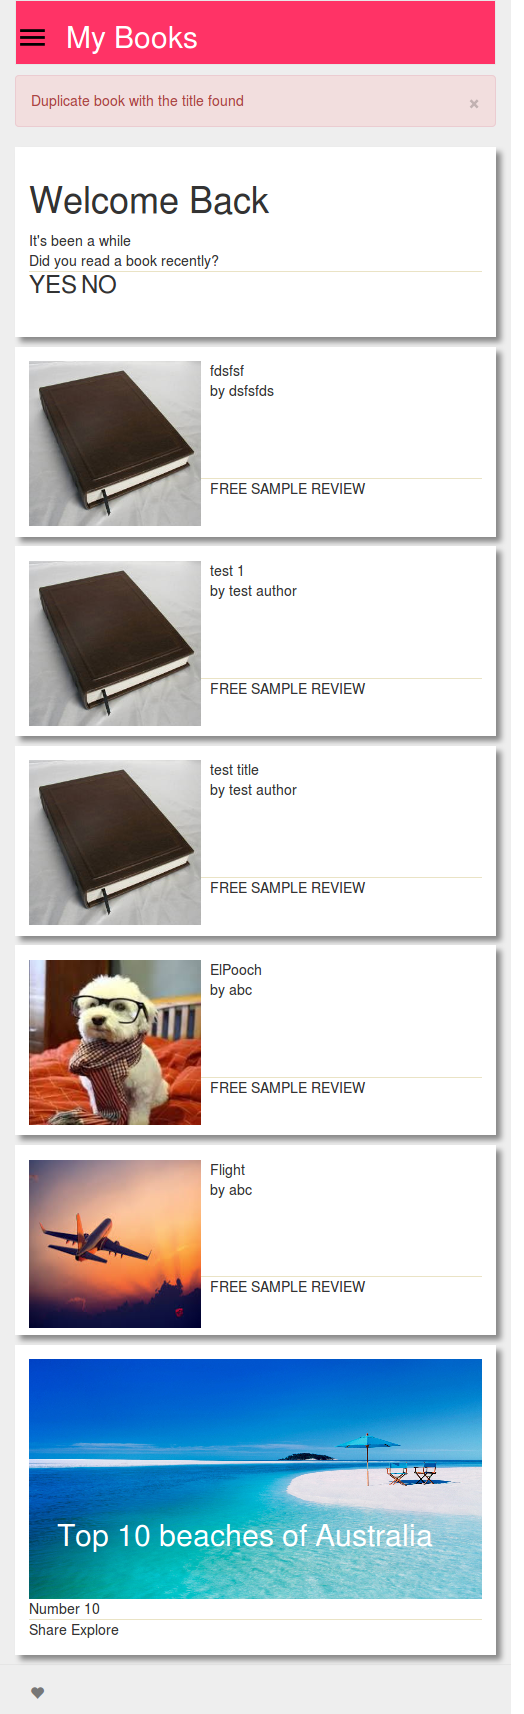 My Books
Duplicate book with the title found
×
Welcome Back
It's been a while
Did you read a book recently?
YES NO
fdsfsf
by dsfsfds
FREE SAMPLE REVIEW
test 1
by test author
FREE SAMPLE REVIEW
test title
by test author
FREE SAMPLE REVIEW
ElPooch
by abc
FREE SAMPLE REVIEW
Flight
by abc
FREE SAMPLE REVIEW
Top 10 beaches of Australia
Number 10
Share Explore